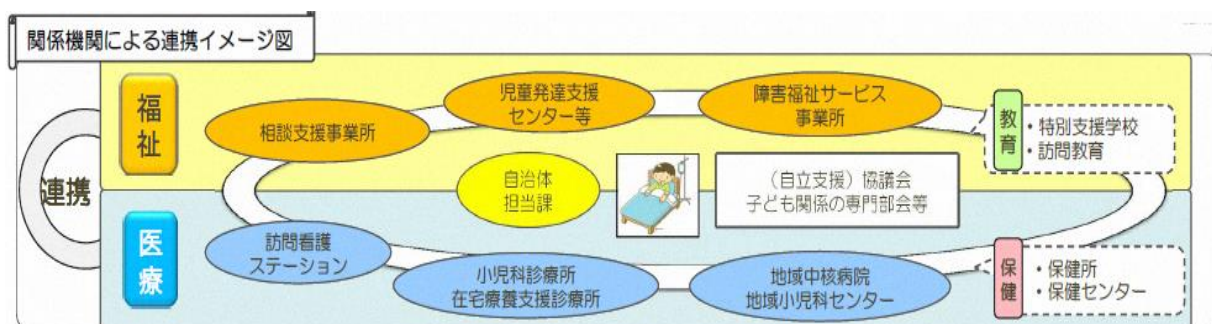 関係機関による連携イメージ図
連携
福
祉
相談支援事業所
児童発達支援
センター等
障害福祉サービス
事業所
教
育
・特別支援学校
・訪問教育
自治体
担当課
（自立支援）協議会
子ども関係の専門部会等
医
療
訪問看護
ステーション
小児科診療所
在宅療養支援診療所
地域中核病院
地域小児科センター
保
健
・保健所
・保健センター